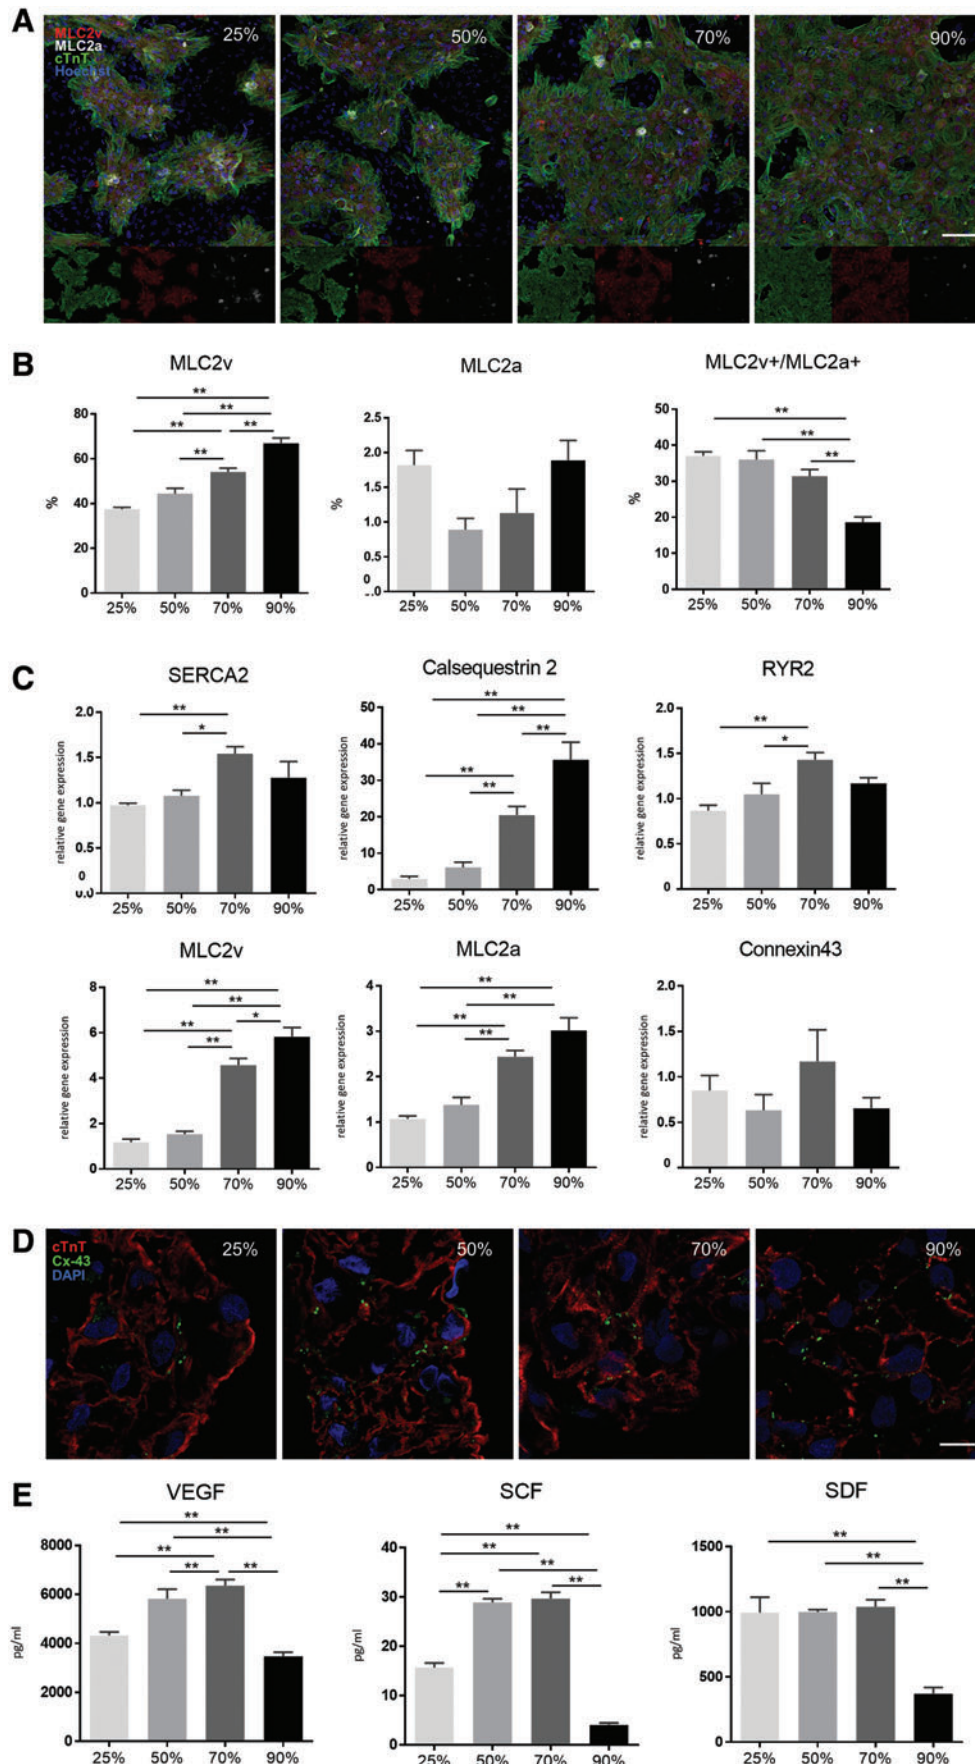 A
MLC2v
MLC2a
cTnT
Hoechst
25%
50%
70%
90%
B
MLC2v
MLC2a
MLC2v+/MLC2a+
**
**
**
**
**
%
80
60
40
20
0
25% 50% 70% 90%
%
2.5
2.0
1.5
1.0
0.5
0
25% 50% 70% 90%
**
**
**
%
50
40
30
20
10
0
25% 50% 70% 90%
C
SERCA2
Calsequestrin 2
RYR2
**
*
relative gene expression
2.0
1.5
1.0
0.5
0
0.0
25% 50% 70% 90%
**
**
**
**
**
relative gene expression
50
40
30
20
10
0
25% 50% 70% 90%
**
*
relative gene expression
2.0
1.5
1.0
0.5
0
25% 50% 70% 90%
MLC2v
MLC2a
Connexin43
**
**
**
*
**
relative gene expression
8
6
4
2
0
25% 50% 70% 90%
**
**
**
**
relative gene expression
4
3
2
1
0
25% 50% 70% 90%
relative gene expression
2.0
1.5
1.0
0.5
0
25% 50% 70% 90%
D
cTnT
Cx-43
DAPI
25%
50%
70%
90%
E
VEGF
SCF
SDF
**
**
**
**
**
pg/ml
8000
6000
4000
2000
0
25% 50% 70% 90%
**
**
**
**
**
pg/ml
40
30
20
10
0
25% 50% 70% 90%
**
**
**
pg/ml
1500
1000
500
0
25% 50% 70% 90%